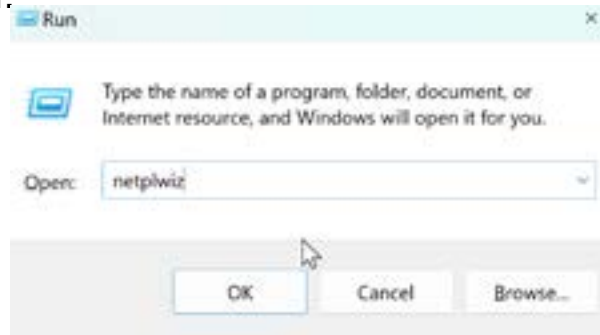 Run
Type the name of a program, folder, document, or
Internet resource, and Windows will open it for you.
Open: netplwiz
OK Cancel Browse...